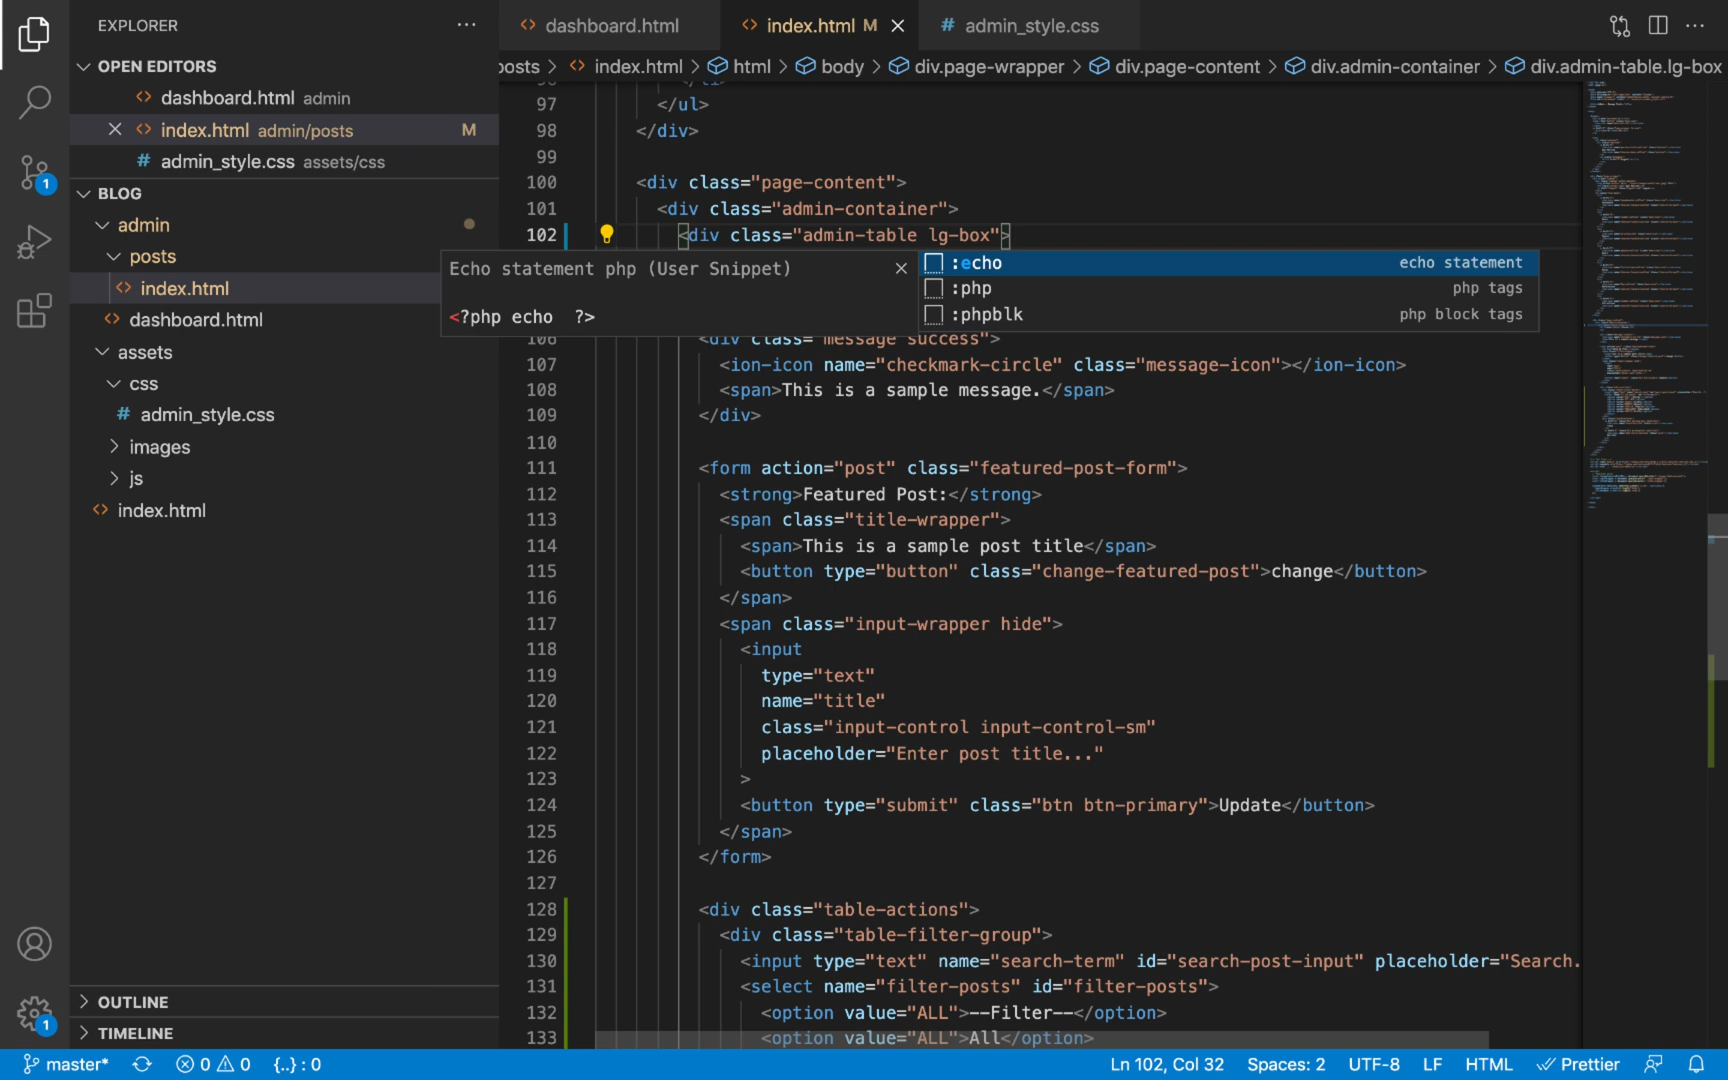 EXPLORER
OPEN EDITORS
dashboard.html admin
index.html admin/posts M
admin_style.css assets/css
BLOG
admin
posts
index.html
dashboard.html
assets
css
admin_style.css
images
js
index.html
OUTLINE
TIMELINE
dashboard.html
index.html M
admin_style.css
posts > index.html > html > body > div.page-wrapper > div.page-content > div.admin-container > div.admin-table.lg-box
97 </ul>
98 </div>
99
100 <div class="page-content">
101 <div class="admin-container">
102 <div class="admin-table lg-box">
Echo statement php (User Snippet)
<?php echo  ?>
:echo echo statement
:php php tags
:phpblk php block tags
106 <div class="message success">
107 <ion-icon name="checkmark-circle" class="message-icon"></ion-icon>
108 <span>This is a sample message.</span>
109 </div>
110
111 <form action="post" class="featured-post-form">
112 <strong>Featured Post:</strong>
113 <span class="title-wrapper">
114 <span>This is a sample post title</span>
115 <button type="button" class="change-featured-post">change</button>
116 </span>
117 <span class="input-wrapper hide">
118 <input
119 type="text"
120 name="title"
121 class="input-control input-control-sm"
122 placeholder="Enter post title..."
123 >
124 <button type="submit" class="btn btn-primary">Update</button>
125 </span>
126 </form>
127
128 <div class="table-actions">
129 <div class="table-filter-group">
130 <input type="text" name="search-term" id="search-post-input" placeholder="Search.
131 <select name="filter-posts" id="filter-posts">
132 <option value="ALL">--Filter--</option>
133 <option value="ALL">All</option>
1
1
master* 0 0 {..} : 0 Ln 102, Col 32 Spaces: 2 UTF-8 LF HTML Prettier